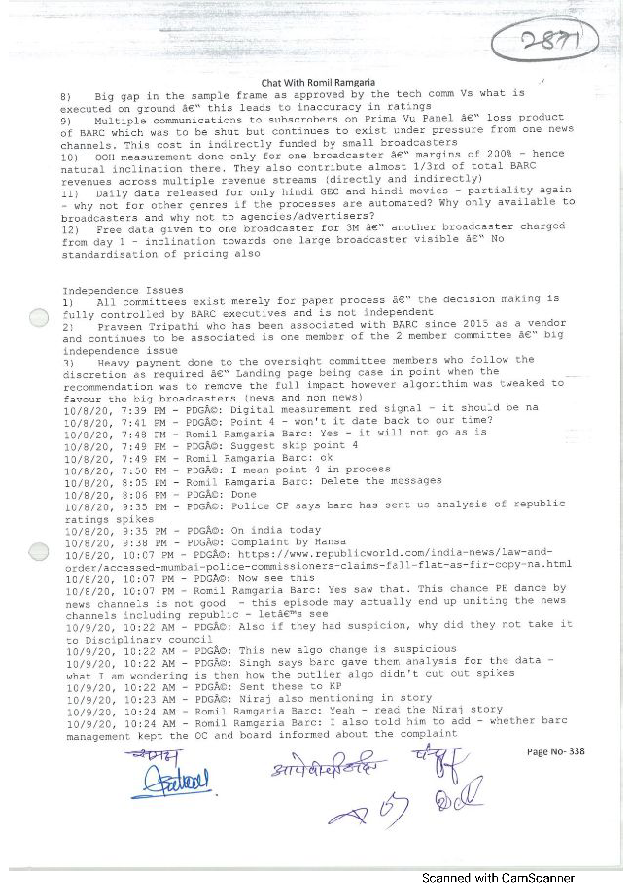 2871
Chat With Romil Ramgaria
8) Big gap in the sample frame as approved by the tech comm Vs what is
executed on ground â€“ this leads to inaccuracy in ratings
9) Multiple communications to subscrobers on Prima Vu Panel â€“ loss product
of BARC which was to be shut but continues to exist under pressure from one news
channels. This cost in indirectly funded by small broadcasters
10) OOH measurement done only for one broadcaster â€“ margins of 200% - hence
natural inclination there. They also contribute almost 1/3rd of total BARC
revenues across multiple revenue streams (directly and indirectly)
11) Daily data released for only hindi GEC and hindi movies - partiality again
- why not for other genres if the processes are automated? Why only available to
broadcasters and why not to agencies/advertisers?
12) Free data given to one broadcaster for 3M â€“ another broadcaster charged
from day 1 - inclination towards one large broadcaster visible â€“ No
standardisation of pricing also
Independence Issues
1) All committees exist merely for paper process â€“ the decision making is
fully controlled by BARC executives and is not independent
2) Praveen Tripathi who has been associated with BARC since 2015 as a vendor
and continues to be associated is one member of the 2 member committee â€“ big
independence issue
3) Heavy payment done to the oversight committee members who follow the
discretion as required â€“ Landing page being case in point when the
recommendation was to remove the full impact however algorithim was tweaked to
favour the big broadcasters (news and non news)
10/8/20, 7:39 PM - PDGÃ©: Digital measurement red signal - it should be na
10/8/20, 7:41 PM - PDGÃ©: Point 4 - won't it date back to our time?
10/8/20, 7:48 PM - Romil Ramgaria Barc: Yes - it will not go as is
10/8/20, 7:49 PM - PDGÃ©: Suggest skip point 4
10/8/20, 7:49 PM - Romil Ramgaria Barc: ok
10/8/20, 7:50 PM - PDGÃ©: I mean point 4 in process
10/8/20, 8:05 PM - Romil Ramgaria Barc: Delete the messages
10/8/20, 8:06 PM - PDGÃ©: Done
10/8/20, 9:35 PM - PDGÃ©: Police CP says barc has sent us analysis of republic
ratings spikes
10/8/20, 9:35 PM - PDGÃ©: On india today
10/8/20, 9:38 PM - PDGÃ©: Complaint by Hansa
10/8/20, 10:07 PM - PDGÃ©: https://www.republicworld.com/india-news/law-and-
order/accessed-mumbai-police-commissioners-claims-fall-flat-as-fir-copy-na.html
10/8/20, 10:07 PM - PDGÃ©: Now see this
10/8/20, 10:07 PM - Romil Ramgaria Barc: Yes saw that. This chance PE dance by
news channels is not good - this episode may actually end up uniting the news
channels including republic - letâ€™s see
10/9/20, 10:22 AM - PDGÃ©: Also if they had suspicion, why did they not take it
to Disciplinary council
10/9/20, 10:22 AM - PDGÃ©: This new algo change is suspicious
10/9/20, 10:22 AM - PDGÃ©: Singh says barc gave them analysis for the data -
what I am wondering is then how the outlier algo didn't cut out spikes
10/9/20, 10:22 AM - PDGÃ©: Sent these to KP
10/9/20, 10:23 AM - PDGÃ©: Niraj also mentioning in story
10/9/20, 10:24 AM - Romil Ramgaria Barc: Yeah - read the Niraj story
10/9/20, 10:24 AM - Romil Ramgaria Barc: I also told him to add - whether barc
management kept the OC and board informed about the complaint
Page No- 338
समक्ष
Scanned with CamScanner